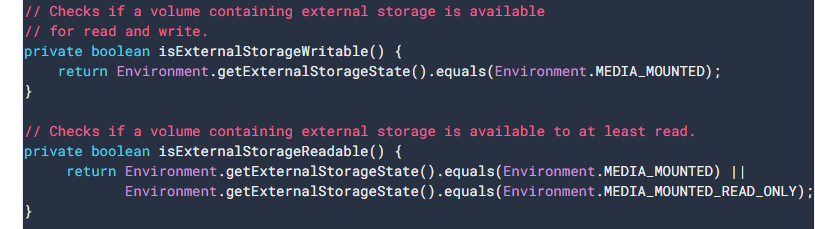 // Checks if a volume containing external storage is available
// for read and write.
private boolean isExternalStorageWritable() {
    return Environment.getExternalStorageState().equals(Environment.MEDIA_MOUNTED);
}

// Checks if a volume containing external storage is available to at least read.
private boolean isExternalStorageReadable() {
     return Environment.getExternalStorageState().equals(Environment.MEDIA_MOUNTED) ||
            Environment.getExternalStorageState().equals(Environment.MEDIA_MOUNTED_READ_ONLY);
}